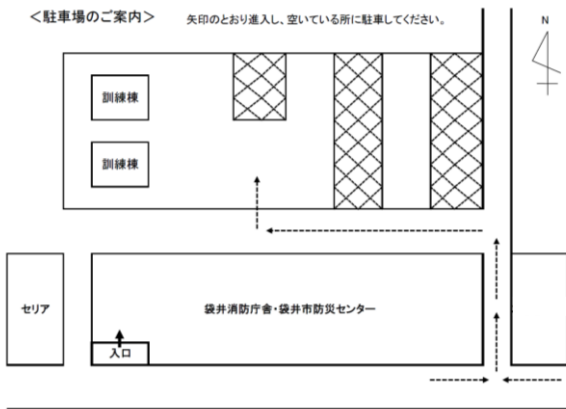 ＜駐車場のご案内＞ 矢印のとおり進入し、空いている所に駐車してください。
N
訓練棟
訓練棟
セリア
袋井消防庁舎・袋井市防災センター
入口